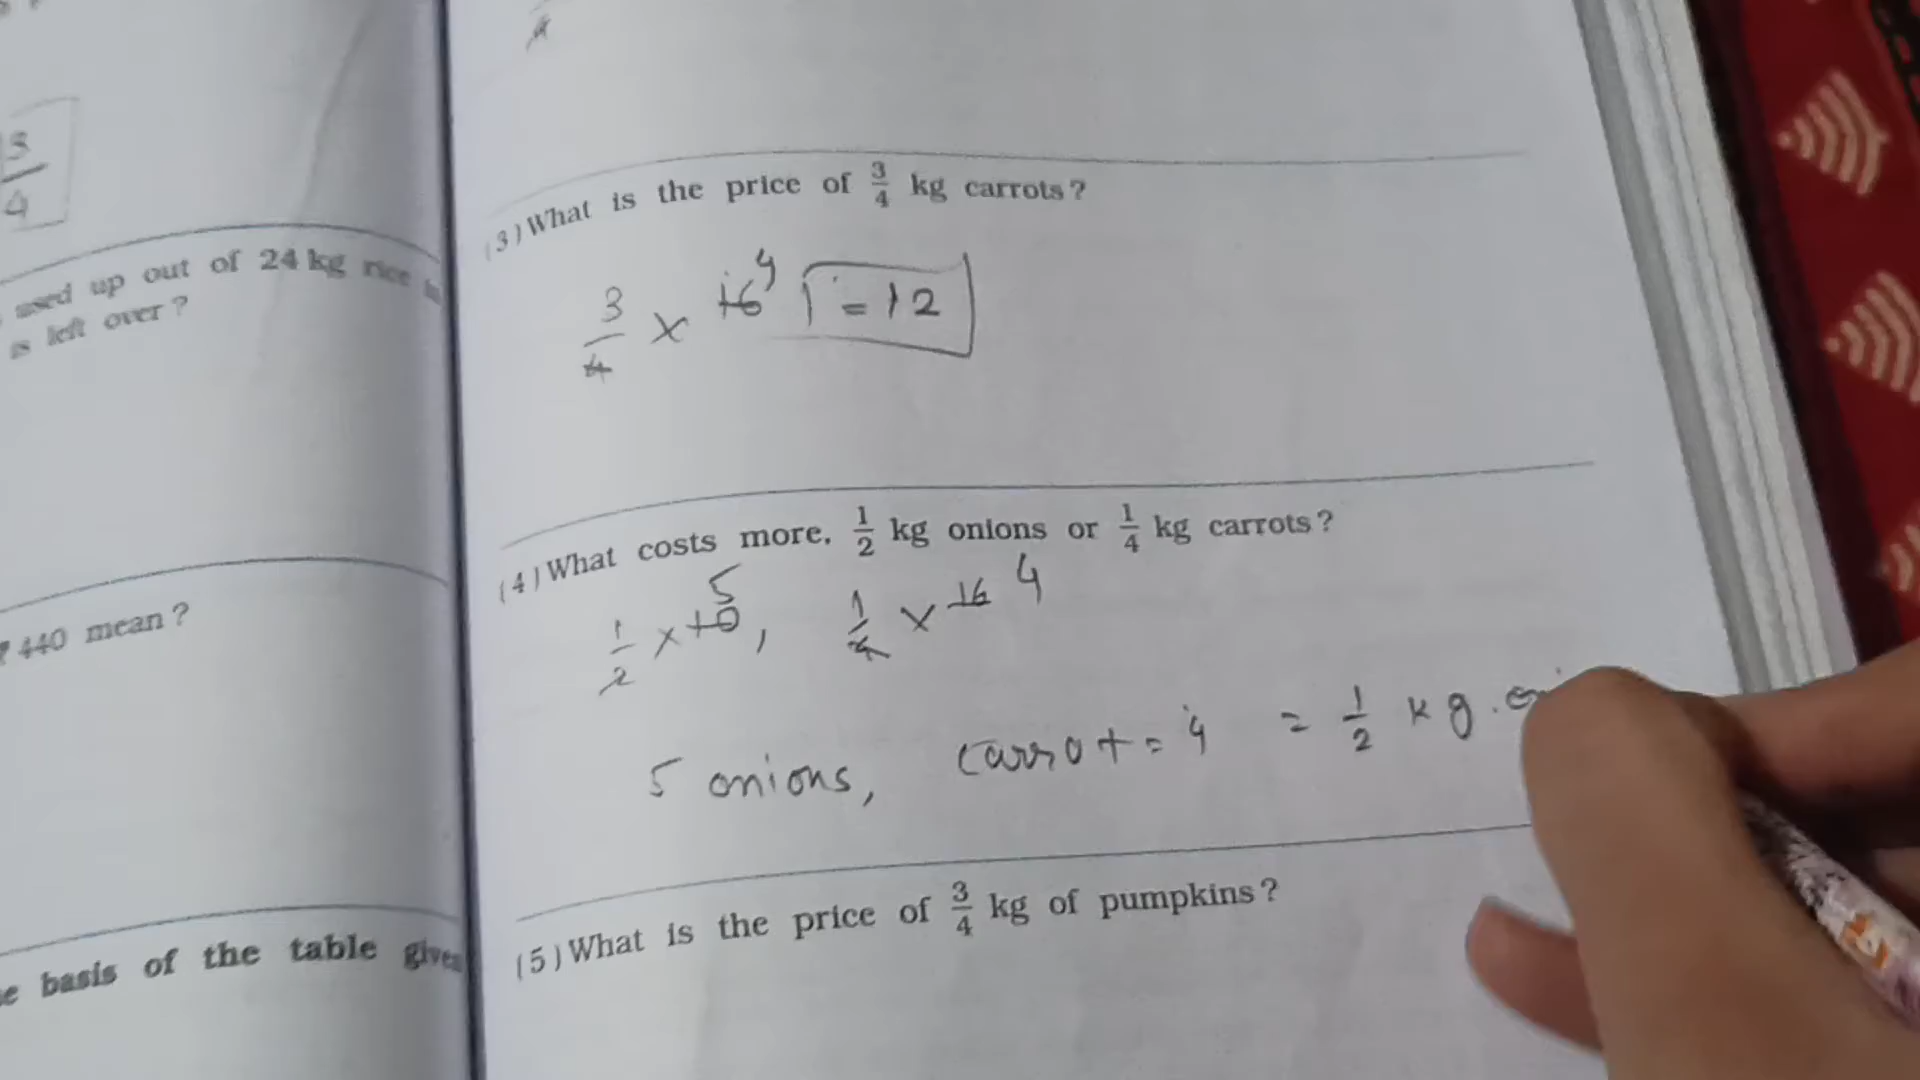 3
4
used up out of 24 kg rice
is left over ?
₹ 440 mean ?
basis of the table given
(3) What is the price of 3/4 kg carrots ?
3/4 × 16 4 = 12
(4) What costs more, 1/2 kg onions or 1/4 kg carrots ?
1/2 × 10 5 , 1/4 × 16 4
5 onions, carrot = 4 = 1/2 kg.
(5) What is the price of 3/4 kg of pumpkins ?